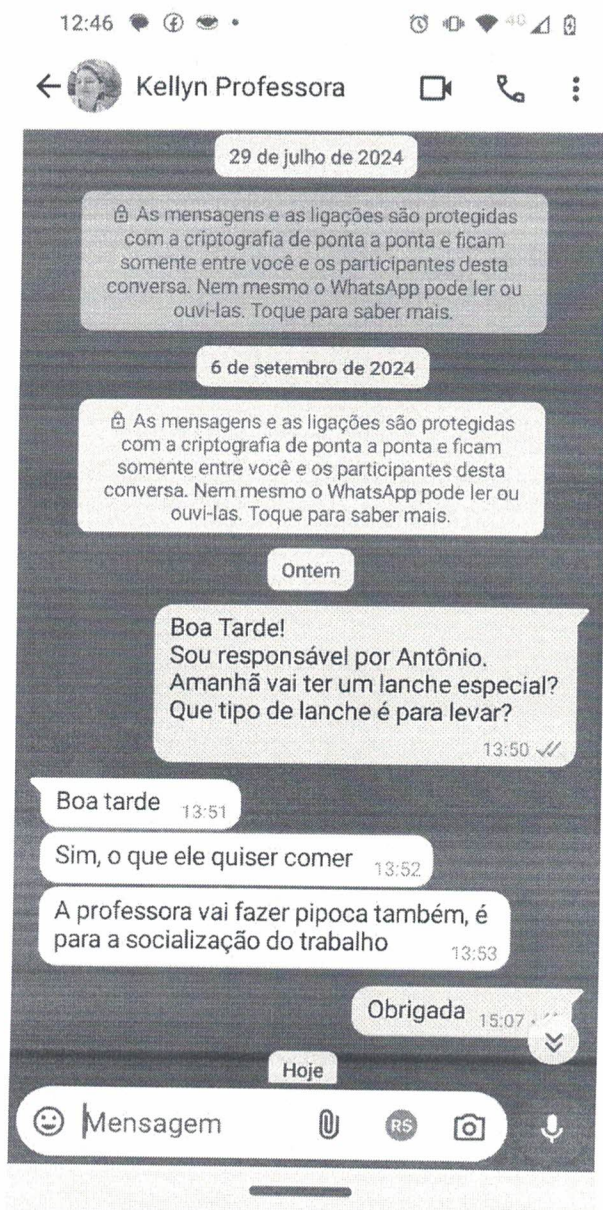 12:46
4G
Kellyn Professora
29 de julho de 2024
As mensagens e as ligações são protegidas
com a criptografia de ponta a ponta e ficam
somente entre você e os participantes desta
conversa. Nem mesmo o WhatsApp pode ler ou
ouvi-las. Toque para saber mais.
6 de setembro de 2024
As mensagens e as ligações são protegidas
com a criptografia de ponta a ponta e ficam
somente entre você e os participantes desta
conversa. Nem mesmo o WhatsApp pode ler ou
ouvi-las. Toque para saber mais.
Ontem
Boa Tarde!
Sou responsável por Antônio.
Amanhã vai ter um lanche especial?
Que tipo de lanche é para levar?
13:50
Boa tarde 13:51
Sim, o que ele quiser comer 13:52
A professora vai fazer pipoca também, é
para a socialização do trabalho 13:53
Obrigada 15:07
Hoje
Mensagem
RS